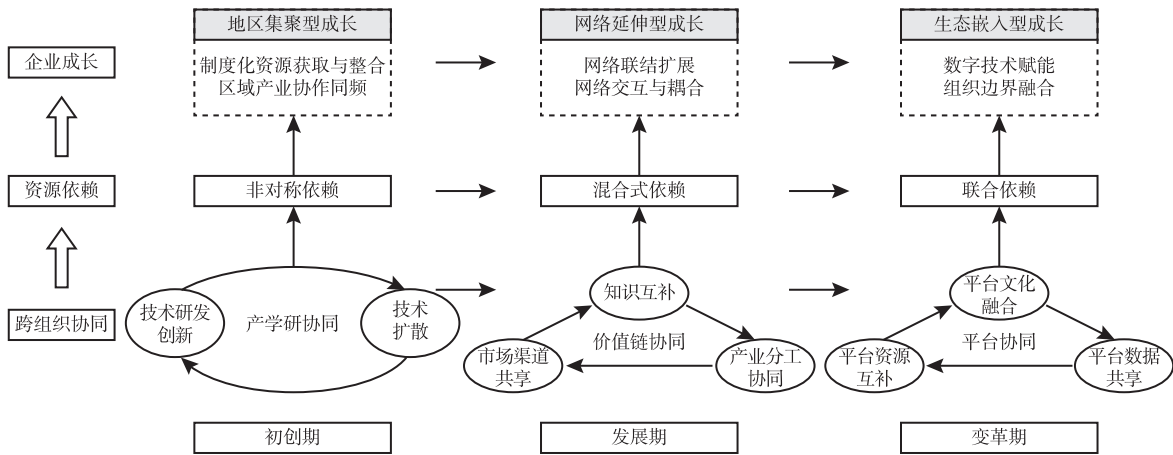 地区集聚型成长
网络延伸型成长
生态嵌入型成长
企业成长
制度化资源获取与整合
区域产业协作同频
网络联结扩展
网络交互与耦合
数字技术赋能
组织边界融合
资源依赖
非对称依赖
混合式依赖
联合依赖
跨组织协同
技术研发
创新
产学研协同
技术
扩散
知识互补
价值链协同
市场渠道
共享
产业分工
协同
平台文化
融合
平台协同
平台资源
互补
平台数据
共享
初创期
发展期
变革期